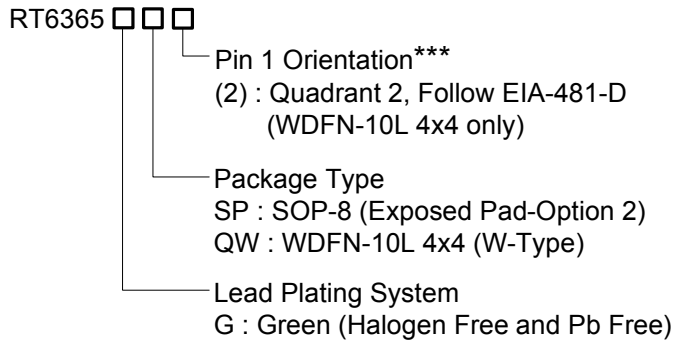 RT6365 □ □ □
Pin 1 Orientation***
(2) : Quadrant 2, Follow EIA-481-D
(WDFN-10L 4x4 only)
Package Type
SP : SOP-8 (Exposed Pad-Option 2)
QW : WDFN-10L 4x4 (W-Type)
Lead Plating System
G : Green (Halogen Free and Pb Free)